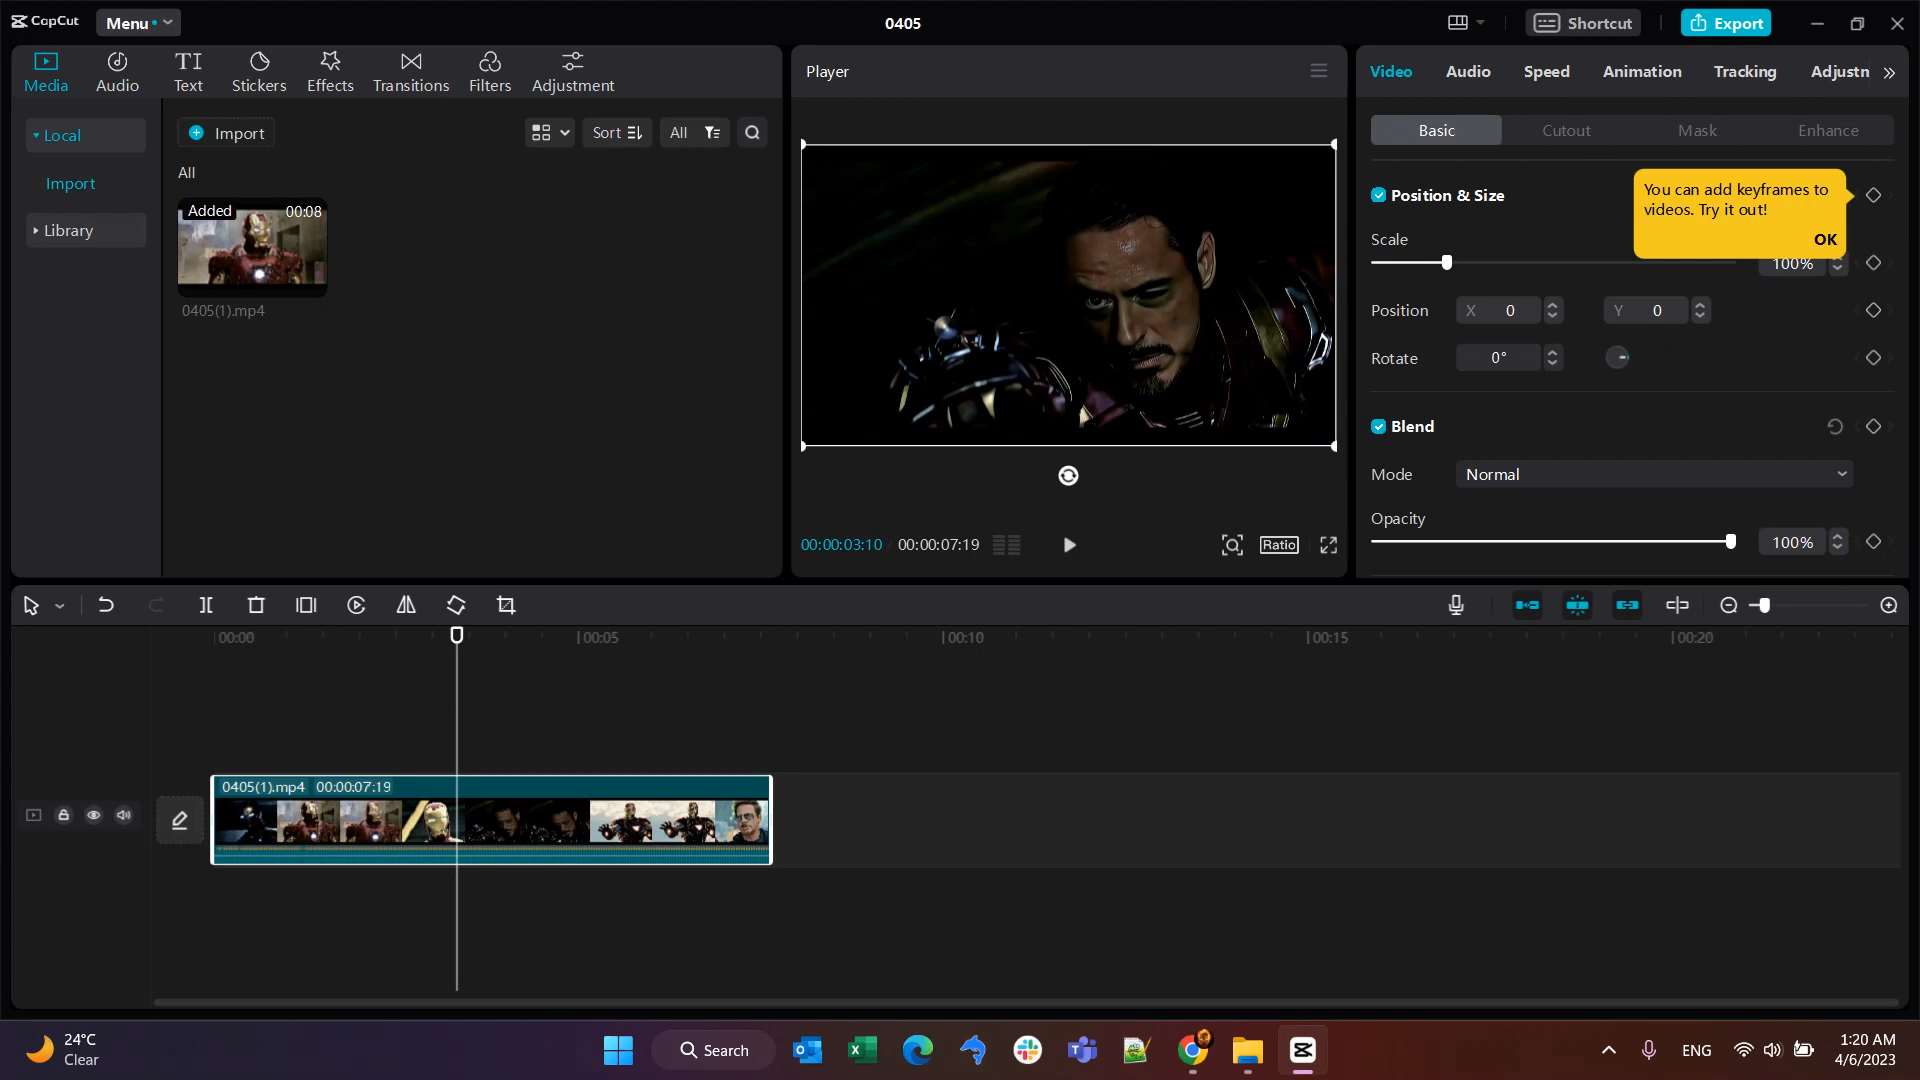 CapCut
Menu
0405
Shortcut
Export
Media
Audio
Text
Stickers
Effects
Transitions
Filters
Adjustment
Player
Video
Audio
Speed
Animation
Tracking
Adjustn
Local
Import
Library
Import
Sort
All
All
Added
00:08
0405(1).mp4
00:00:03:10
00:00:07:19
Ratio
Basic
Cutout
Mask
Enhance
Position & Size
You can add keyframes to
videos. Try it out!
OK
Scale
100%
Position
X 0
Y 0
Rotate
0°
Blend
Mode
Normal
Opacity
100%
00:00
00:05
00:10
00:15
00:20
0405(1).mp4 00:00:07:19
24°C
Clear
Search
ENG
1:20 AM
4/6/2023